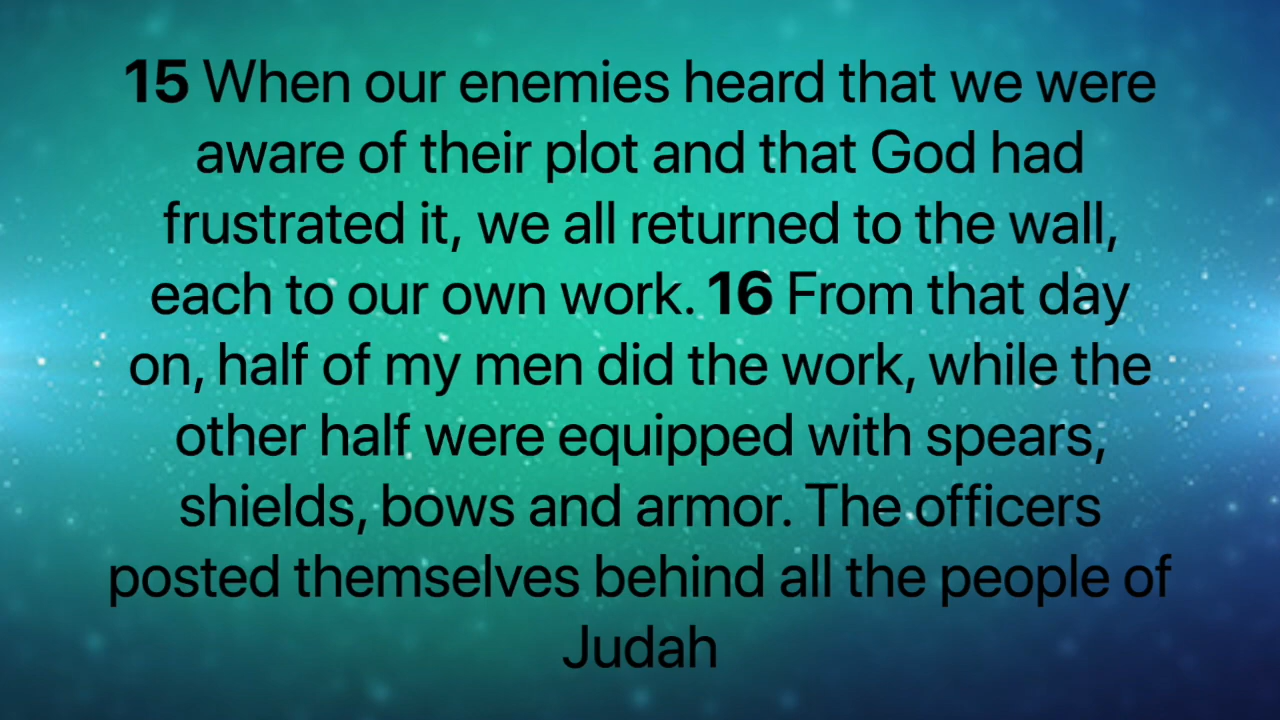 15 When our enemies heard that we were
aware of their plot and that God had
frustrated it, we all returned to the wall,
each to our own work. 16 From that day
on, half of my men did the work, while the
other half were equipped with spears,
shields, bows and armor. The officers
posted themselves behind all the people of
Judah